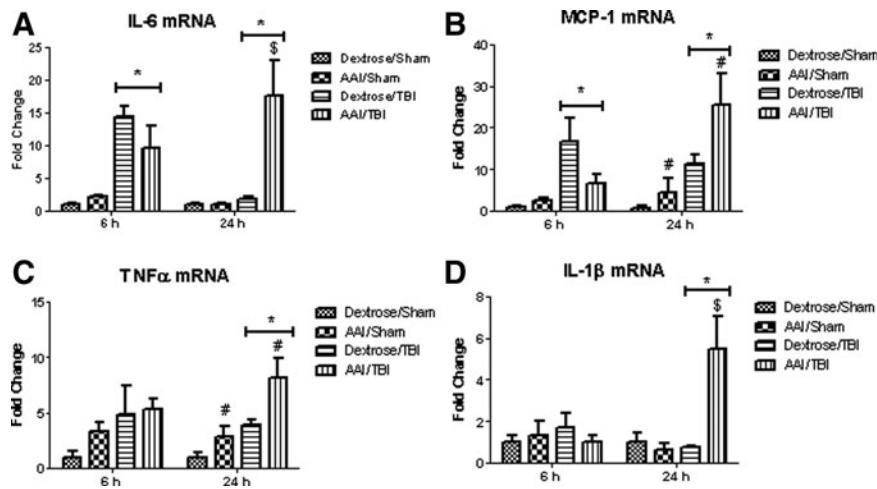 A
IL-6 mRNA
Fold Change
25
20
15
10
5
0
*
*
$
6 h
24 h
Dextrose/Sham
AAI/Sham
Dextrose/TBI
AAI/TBI
B
MCP-1 mRNA
Fold Change
40
30
20
10
0
*
*
#
#
6 h
24 h
Dextrose/Sham
AAI/Sham
Dextrose/TBI
AAI/TBI
C
TNFα mRNA
Fold Change
15
10
5
0
*
#
#
6 h
24 h
Dextrose/Sham
AAI/Sham
Dextrose/TBI
AAI/TBI
D
IL-1β mRNA
Fold Change
8
6
4
2
0
*
$
6 h
24 h
Dextrose/Sham
AAI/Sham
Dextrose/TBI
AAI/TBI